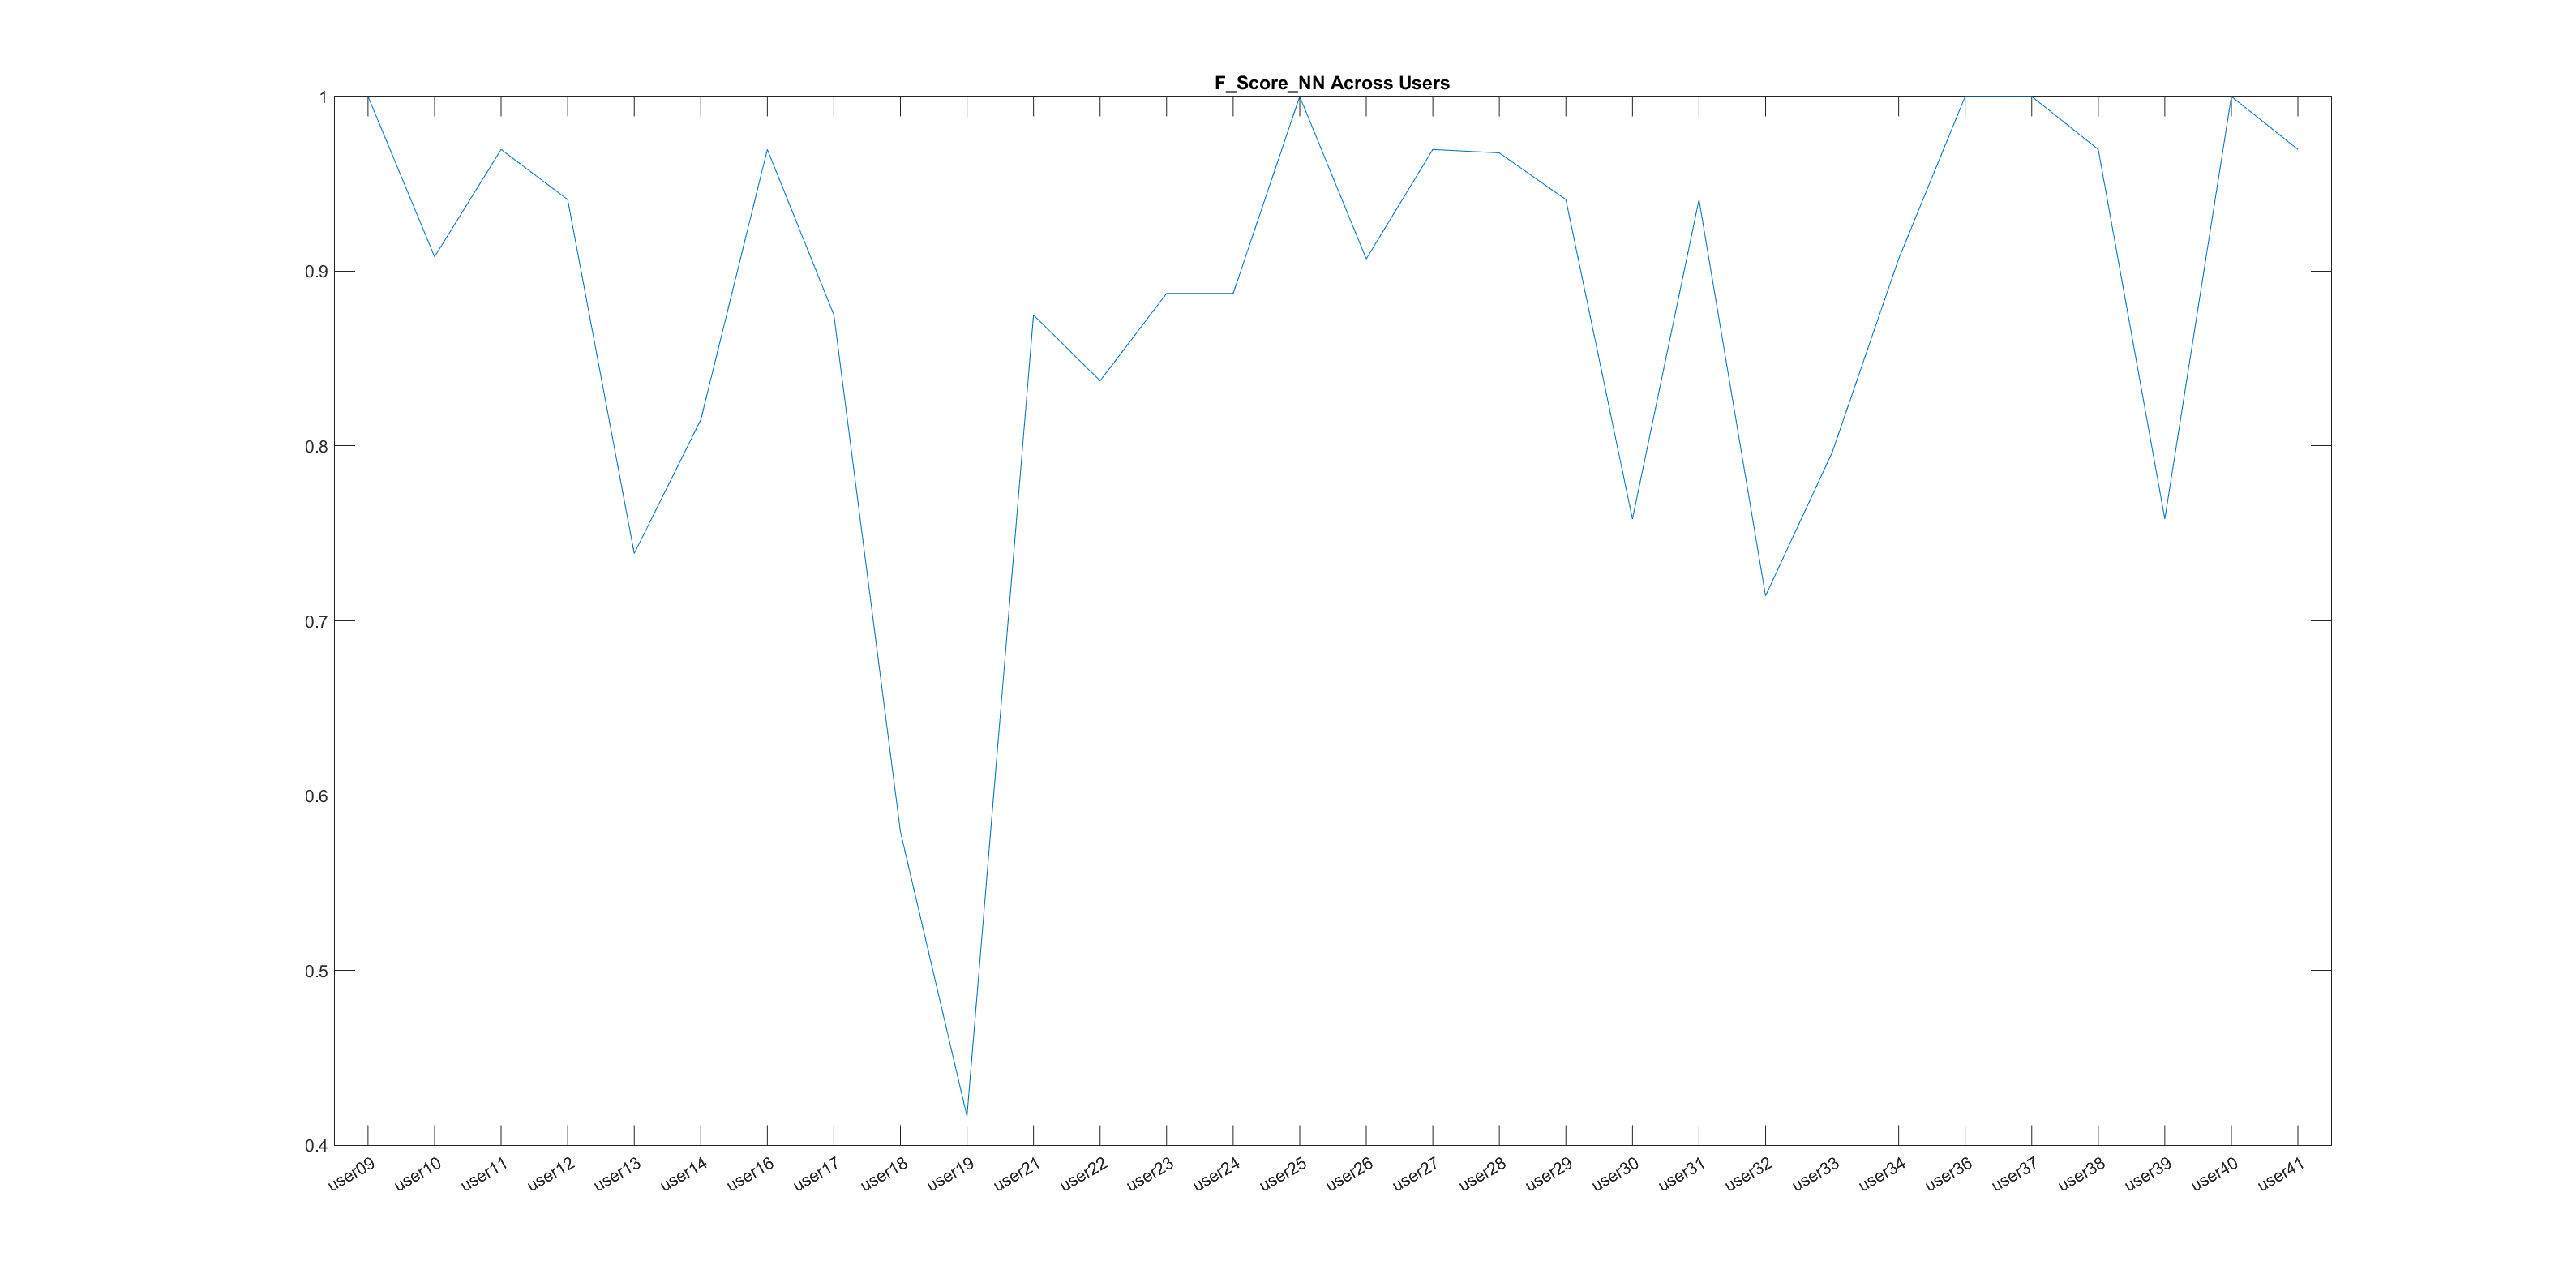 F_Score_NN Across Users
1
0.9
0.8
0.7
0.6
0.5
0.4
user09
user10
user11
user12
user13
user14
user16
user17
user18
user19
user21
user22
user23
user24
user25
user26
user27
user28
user29
user30
user31
user32
user33
user34
user36
user37
user38
user39
user40
user41